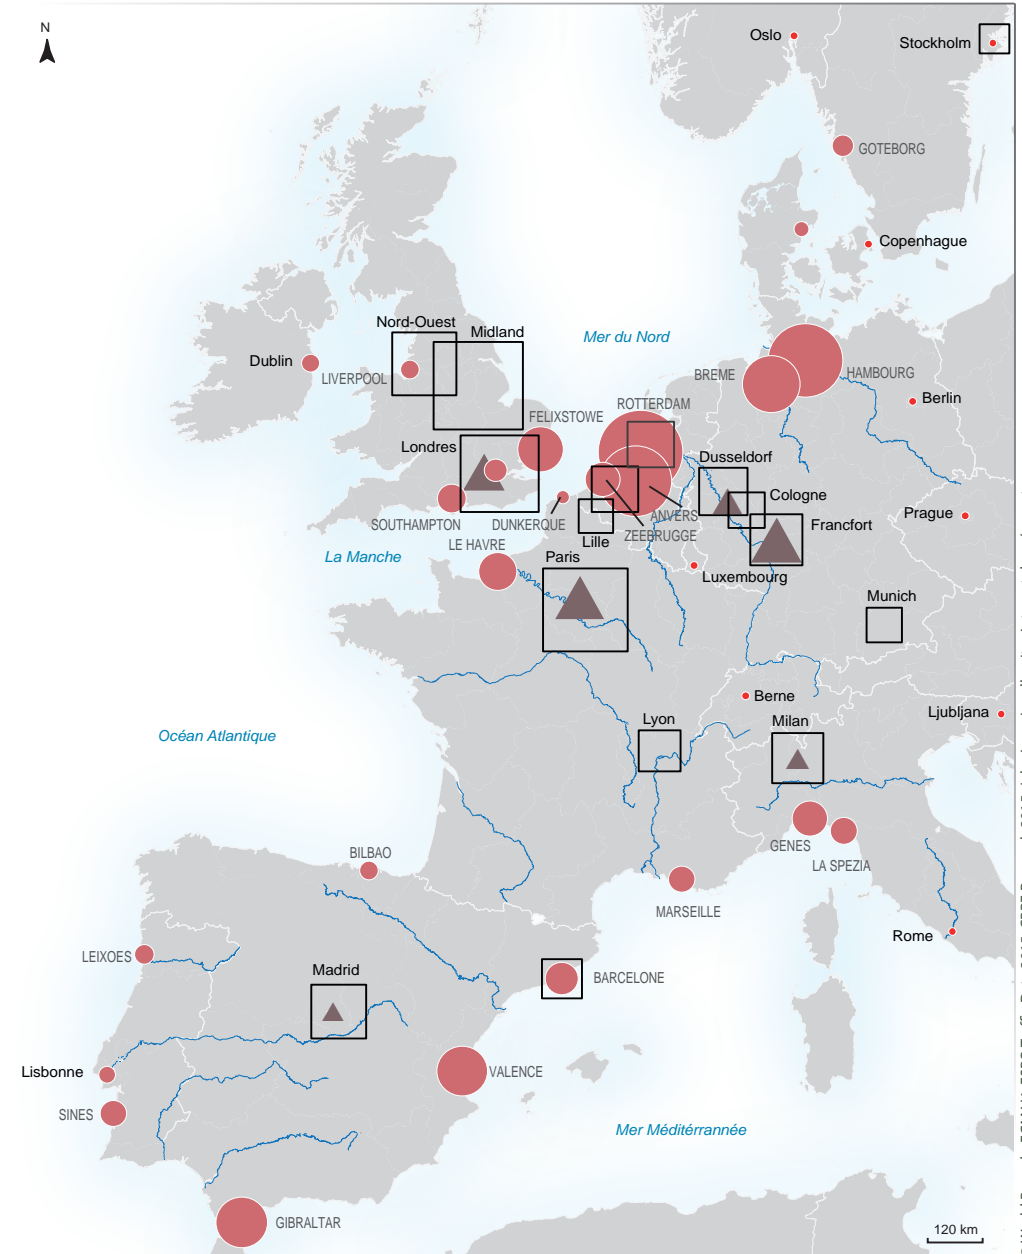 N
Oslo
Stockholm
GOTEBORG
Copenhague
Nord-Ouest
Midland
Mer du Nord
Dublin
LIVERPOOL
BREME
HAMBOURG
Berlin
ROTTERDAM
FELIXSTOWE
Londres
Dusseldorf
Cologne
Prague
SOUTHAMPTON
DUNKERQUE
ANVERS
Francfort
ZEEBRUGGE
Lille
LE HAVRE
La Manche
Paris
Luxembourg
Munich
Berne
Ljubljana
Lyon
Milan
Océan Atlantique
GENES
BILBAO
LA SPEZIA
MARSEILLE
Rome
LEIXOES
Madrid
BARCELONE
Lisbonne
VALENCE
SINES
Mer Méditérrannée
GIBRALTAR
120 km